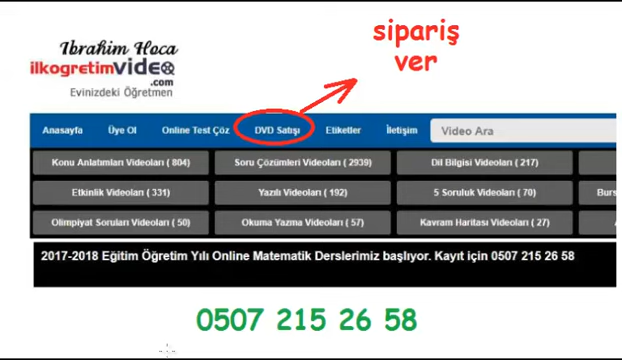 sipariş
ver
İbrahim Hoca
ilkogretimVİDEO
.com
Evinizdeki Öğretmen
Anasayfa Üye Ol Online Test Çöz DVD Satışı Etiketler İletişim Video Ara
Konu Anlatımları Videoları ( 804) Soru Çözümleri Videoları ( 2939) Dil Bilgisi Videoları ( 217)
Etkinlik Videoları ( 331) Yazılı Videoları ( 192) 5 Soruluk Videoları ( 70) Burs
Olimpiyat Soruları Videoları ( 50) Okuma Yazma Videoları ( 57) Kavram Haritası Videoları ( 27)
2017-2018 Eğitim Öğretim Yılı Online Matematik Derslerimiz başlıyor. Kayıt için 0507 215 26 58
0507 215 26 58